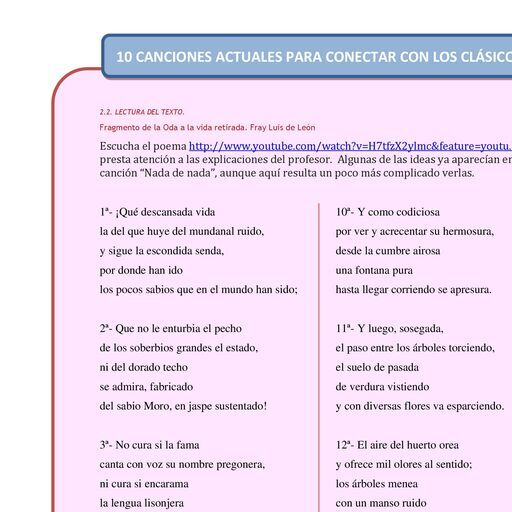 10 CANCIONES ACTUALES PARA CONECTAR CON LOS CLÁSICO
2.2. LECTURA DEL TEXTO.
Fragmento de la Oda a la vida retirada. Fray Luis de León
Escucha el poema http://www.youtube.com/watch?v=H7tfzX2ylmc&feature=youtu.
presta atención a las explicaciones del profesor. Algunas de las ideas ya aparecían en
canción “Nada de nada”, aunque aquí resulta un poco más complicado verlas.
1ª- ¡Qué descansada vida
la del que huye del mundanal ruido,
y sigue la escondida senda,
por donde han ido
los pocos sabios que en el mundo han sido;
2ª- Que no le enturbia el pecho
de los soberbios grandes el estado,
ni del dorado techo
se admira, fabricado
del sabio Moro, en jaspe sustentado!
3ª- No cura si la fama
canta con voz su nombre pregonera,
ni cura si encarama
la lengua lisonjera
10ª- Y como codiciosa
por ver y acrecentar su hermosura,
desde la cumbre airosa
una fontana pura
hasta llegar corriendo se apresura.
11ª- Y luego, sosegada,
el paso entre los árboles torciendo,
el suelo de pasada
de verdura vistiendo
y con diversas flores va esparciendo.
12ª- El aire del huerto orea
y ofrece mil olores al sentido;
los árboles menea
con un manso ruido